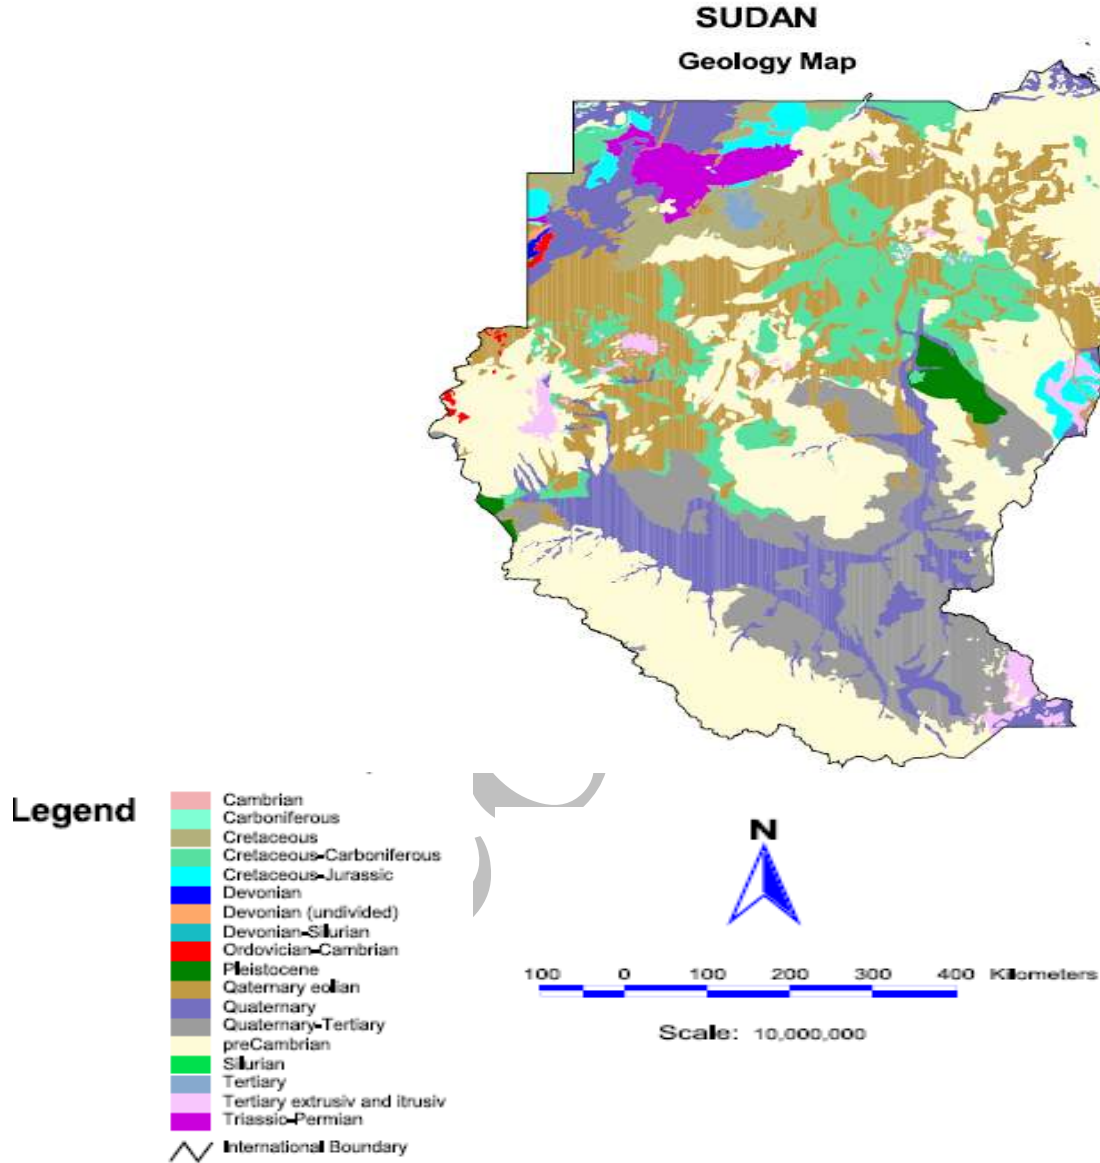 SUDAN
Geology Map
Legend
Cambrian
Carboniferous
Cretaceous
Cretaceous-Carboniferous
Cretaceous-Jurassic
Devonian
Devonian (undivided)
Devonian-Silurian
Ordovician-Cambrian
Pleistocene
Qaternary eolian
Quaternary
Quaternary-Tertiary
preCambrian
Silurian
Tertiary
Tertiary extrusiv and itrusiv
Triassio-Permian
International Boundary
N
100 0 100 200 300 400 Kilometers
Scale: 10,000,000